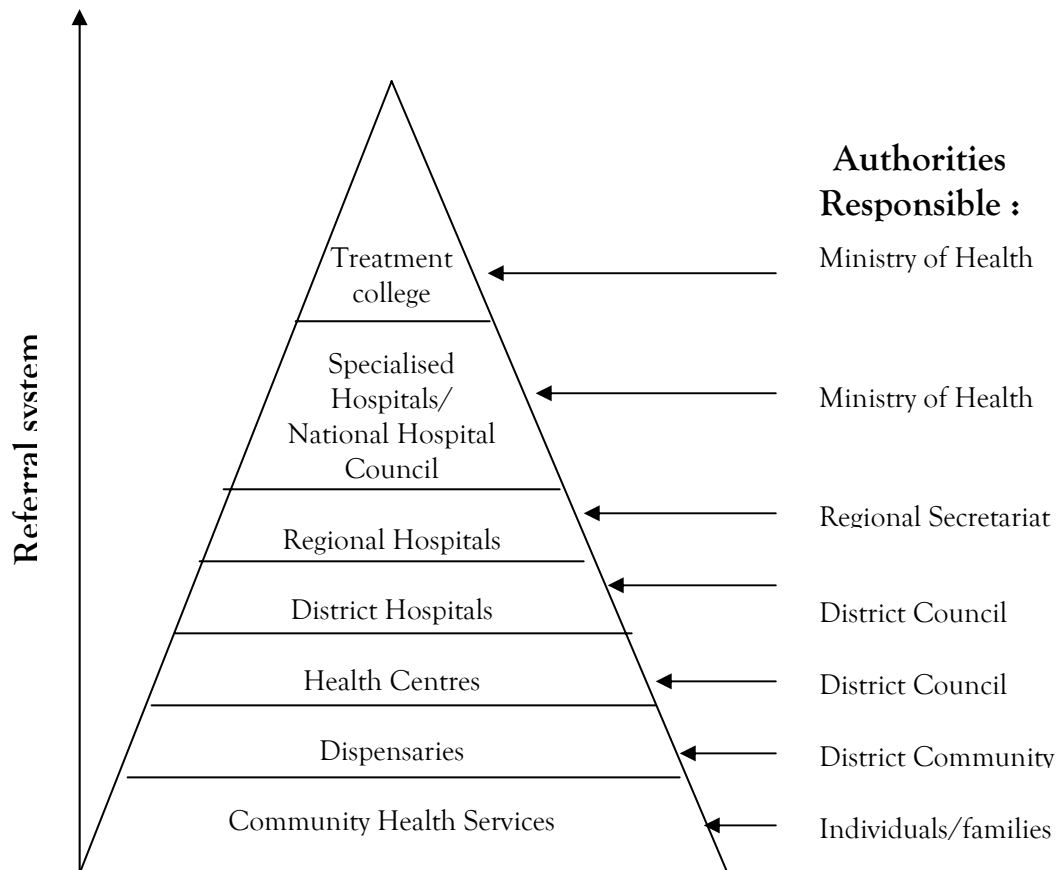 Authorities
Responsible :
Treatment
college
Ministry of Health
Specialised
Hospitals/
National Hospital
Council
Ministry of Health
Referral system
Regional Hospitals
Regional Secretariat
District Hospitals
District Council
Health Centres
District Council
Dispensaries
District Community
Community Health Services
Individuals/families